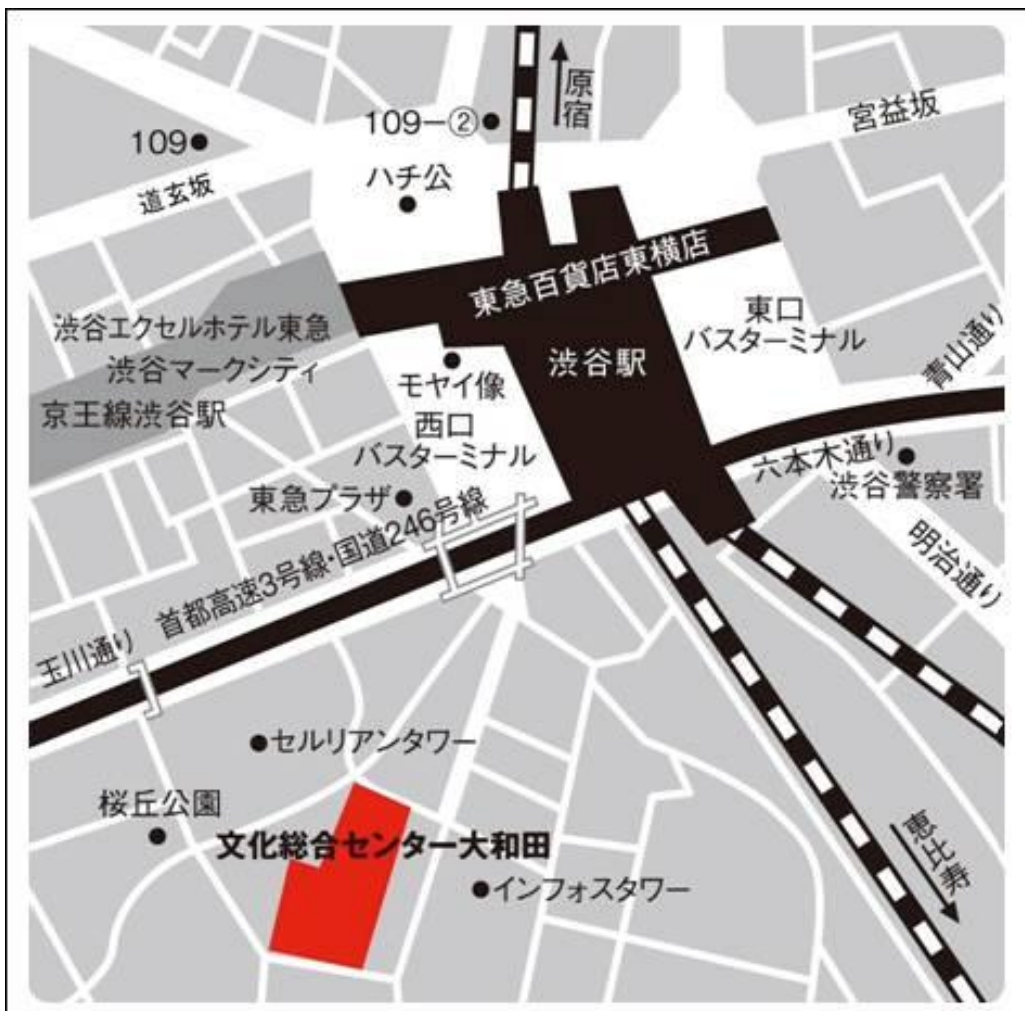 原宿
宮益坂
109-②
109
ハチ公
道玄坂
東急百貨店東横店
東口
バスターミナル
渋谷エクセルホテル東急
渋谷マークシティ
京王線渋谷駅
渋谷駅
モヤイ像
西口
バスターミナル
青山通り
六本木通り
渋谷警察署
東急プラザ
首都高速3号線・国道246号線
明治通り
玉川通り
セルリアンタワー
桜丘公園
文化総合センター大和田
インフォスタワー
恵比寿